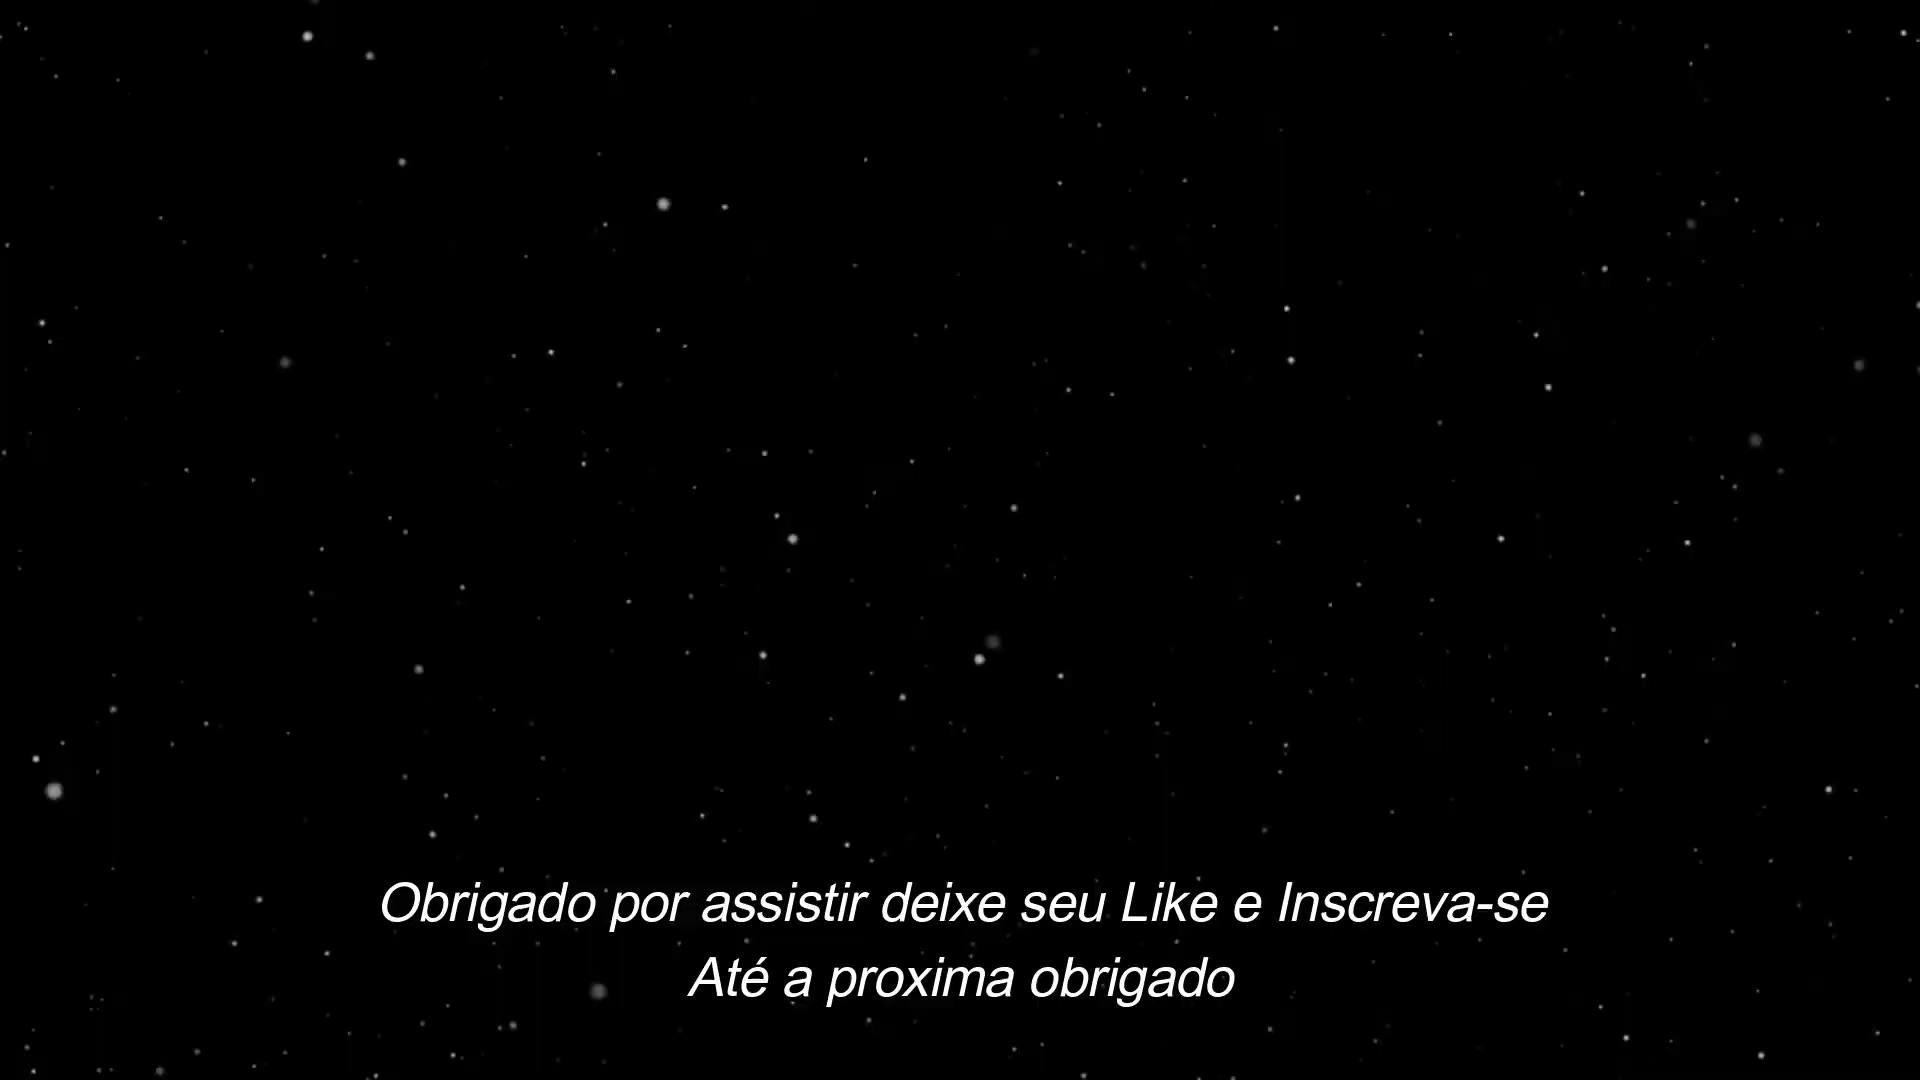 Obrigado por assistir deixe seu Like e Inscreva-se
Até a proxima obrigado